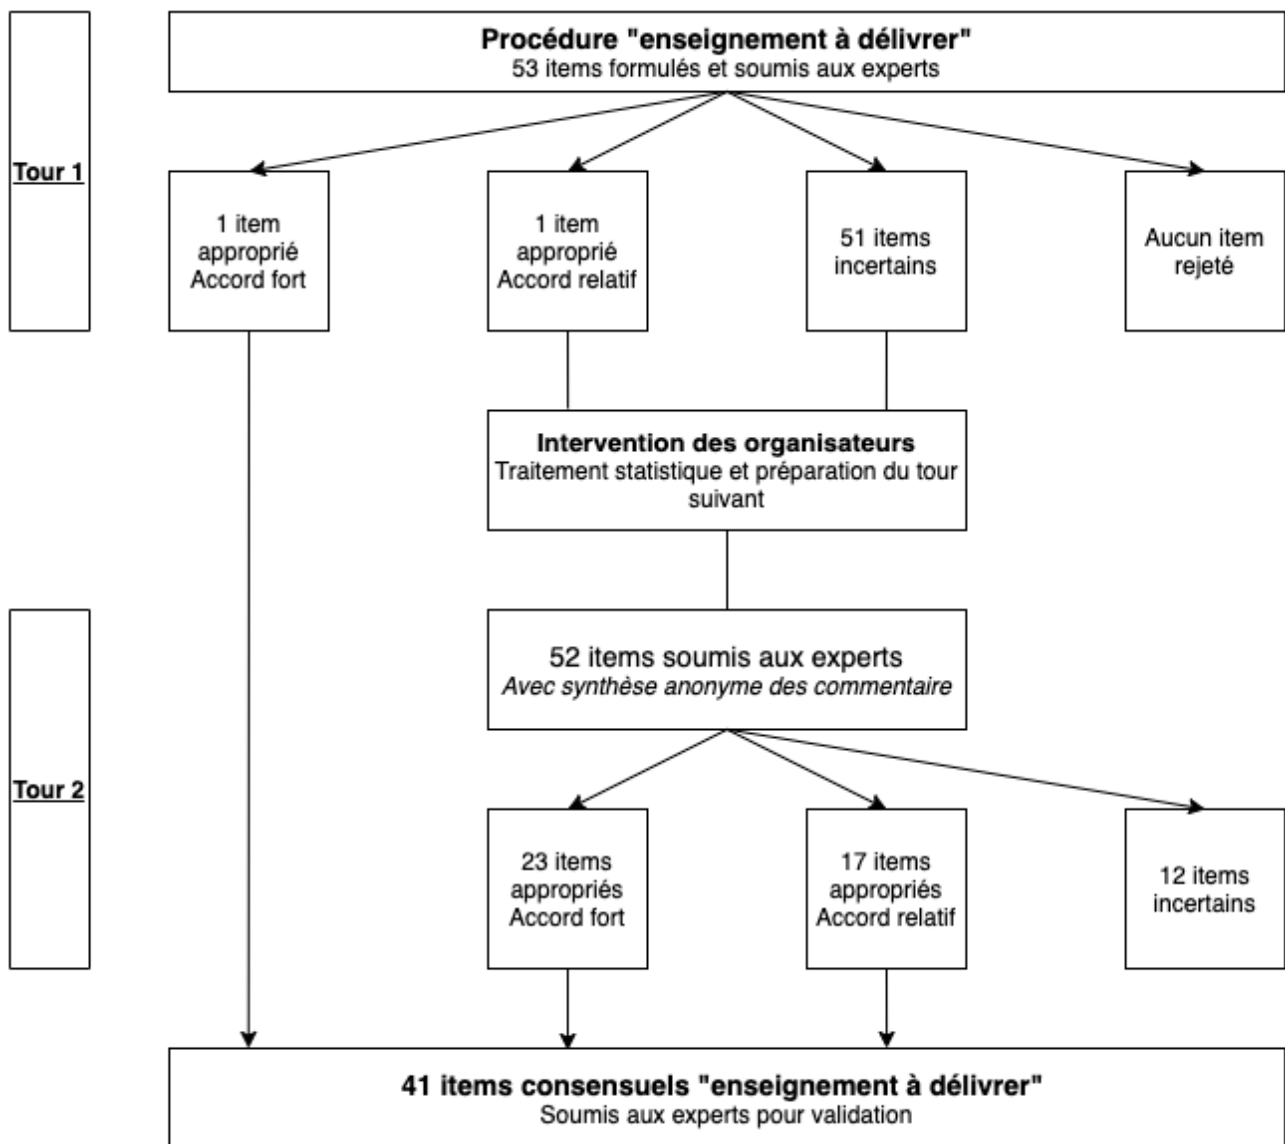 Procédure "enseignement à délivrer"
53 items formulés et soumis aux experts
Tour 1
1 item
approprié
Accord fort
1 item
approprié
Accord relatif
51 items
incertains
Aucun item
rejeté
Intervention des organisateurs
Traitement statistique et préparation du tour
suivant
52 items soumis aux experts
Avec synthèse anonyme des commentaire
Tour 2
23 items
appropriés
Accord fort
17 items
appropriés
Accord relatif
12 items
incertains
41 items consensuels "enseignement à délivrer"
Soumis aux experts pour validation